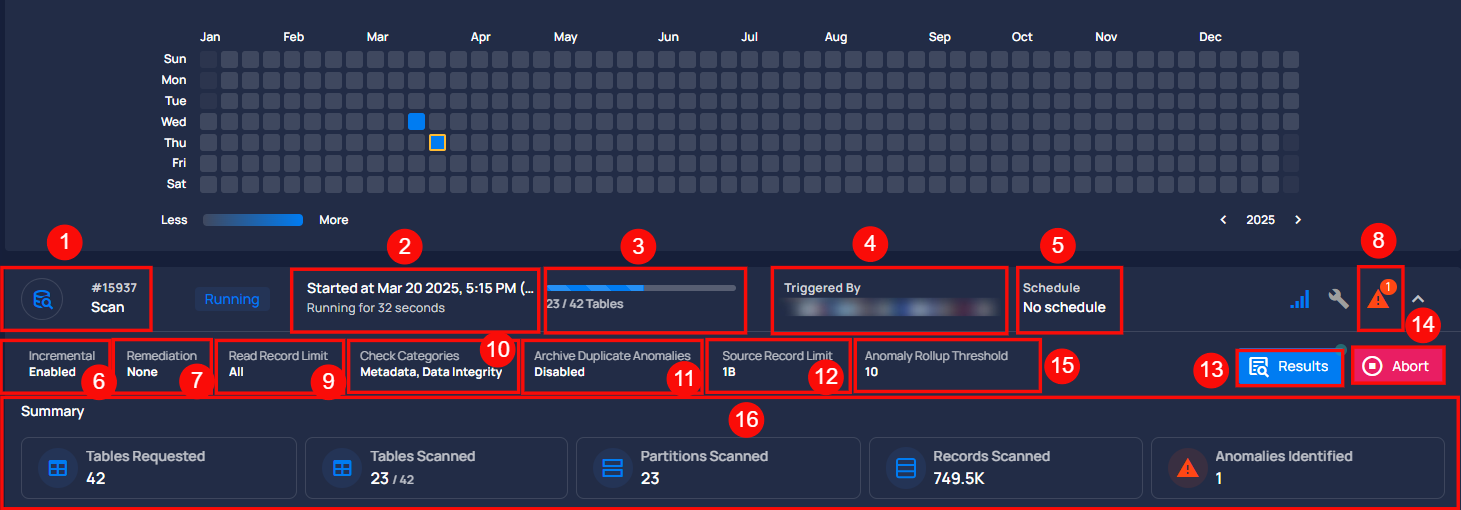 Jan Feb Mar Apr May Jun Jul Aug Sep Oct Nov Dec
Sun
Mon
Tue
Wed
Thu
Fri
Sat
Less More 2025
1 2 3 4 5 8
#15937
Scan
Running
Started at Mar 20 2025, 5:15 PM (...
Running for 32 seconds
23 / 42 Tables
Triggered By
Schedule
No schedule
1
14
Incremental
Enabled
6
Remediation
None
7
Read Record Limit
All
9
Check Categories
Metadata, Data Integrity
10
Archive Duplicate Anomalies
Disabled
11
Source Record Limit
1B
12
Anomaly Rollup Threshold
10
15
13
Results
Abort
Summary
16
Tables Requested
42
Tables Scanned
23 / 42
Partitions Scanned
23
Records Scanned
749.5K
Anomalies Identified
1